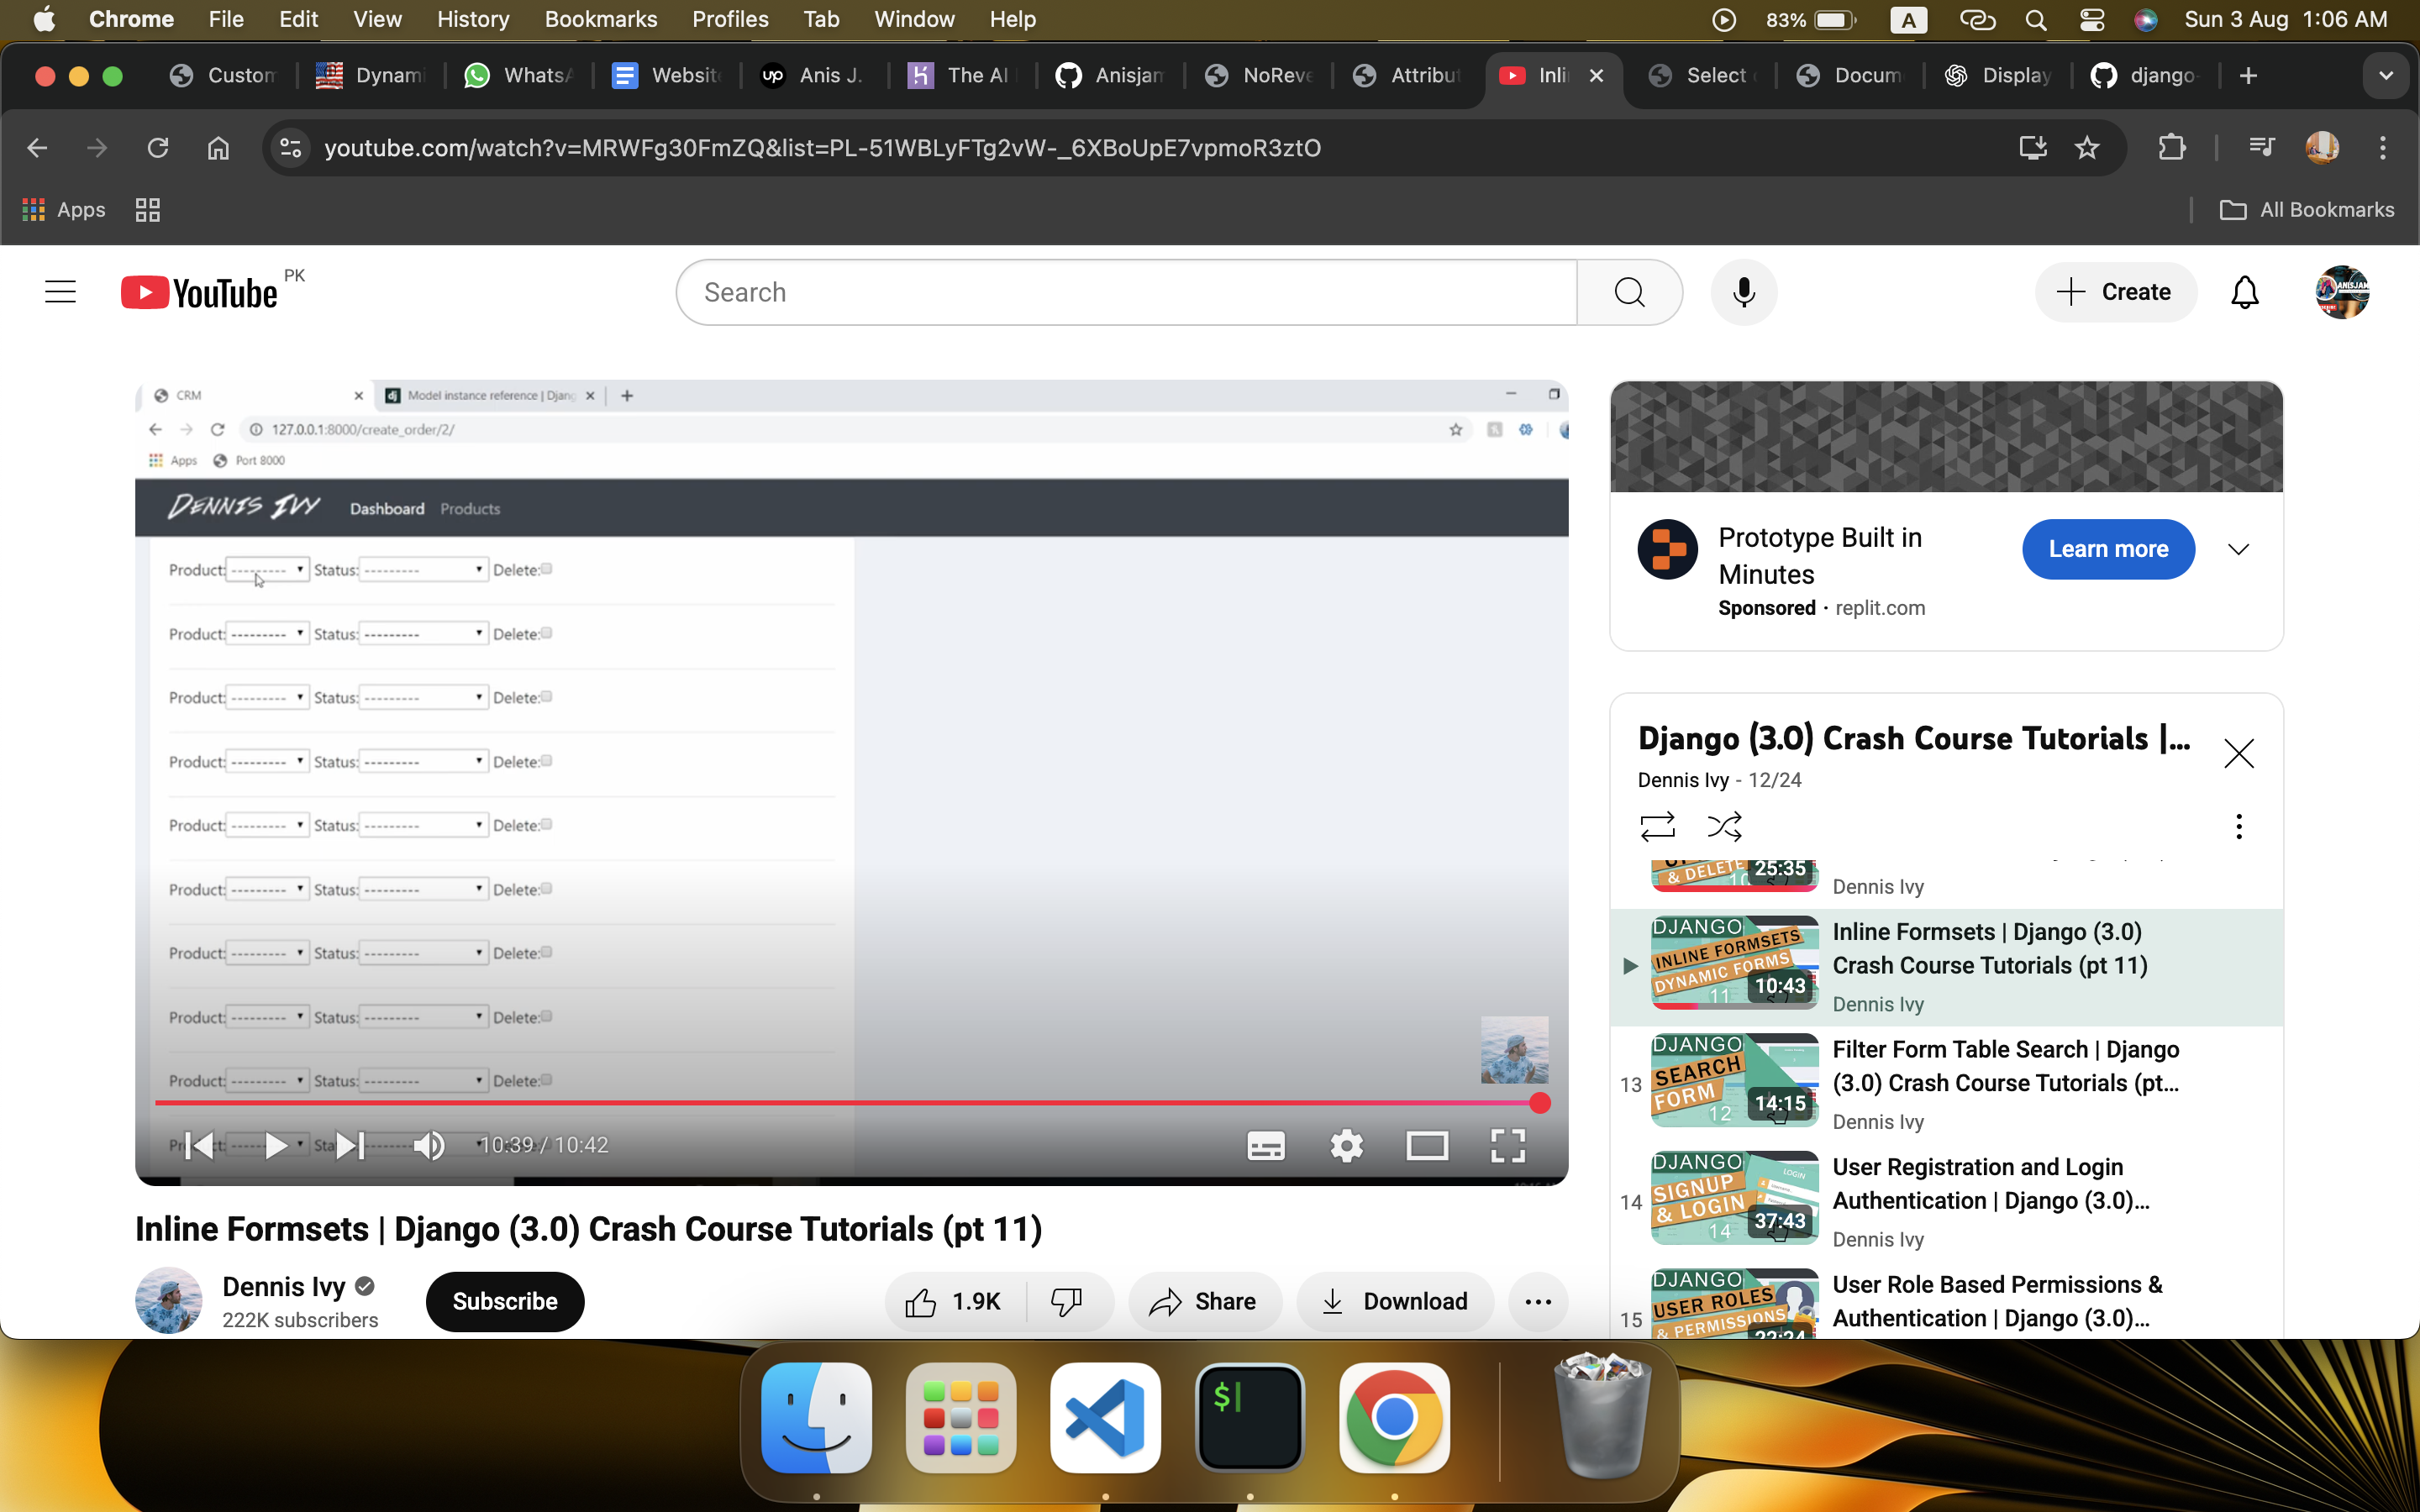 Chrome File Edit View History Bookmarks Profiles Tab Window Help 83% A Sun 3 Aug 1:06 AM
Custom Dynami WhatsA Website up Anis J. The AI Anisjam NoReve Attribut Inli Select Docum Display django-
youtube.com/watch?v=MRWFg30FmZQ&list=PL-51WBLyFTg2vW-_6XBoUpE7vpmoR3ztO
Apps All Bookmarks
YouTube PK
Search
Create
CRM
dj Model instance reference | Djang
127.0.0.1:8000/create_order/2/
Apps Port 8000
DENNIS IVY Dashboard Products
Product: --------- Status: --------- Delete:
Product: --------- Status: --------- Delete:
Product: --------- Status: --------- Delete:
Product: --------- Status: --------- Delete:
Product: --------- Status: --------- Delete:
Product: --------- Status: --------- Delete:
Product: --------- Status: --------- Delete:
Product: --------- Status: --------- Delete:
Product: --------- Status: --------- Delete:
10:39 / 10:42
Inline Formsets | Django (3.0) Crash Course Tutorials (pt 11)
Dennis Ivy
222K subscribers
Subscribe
1.9K
Share
Download
Prototype Built in
Minutes
Sponsored · replit.com
Learn more
Django (3.0) Crash Course Tutorials |...
Dennis Ivy - 12/24
& DELETE 10 25:35
Dennis Ivy
DJANGO
INLINE FORMSETS
DYNAMIC FORMS
11 10:43
Inline Formsets | Django (3.0)
Crash Course Tutorials (pt 11)
Dennis Ivy
13
DJANGO
SEARCH
FORM
12 14:15
Filter Form Table Search | Django
(3.0) Crash Course Tutorials (pt...
Dennis Ivy
14
DJANGO
SIGNUP
& LOGIN
LOGIN
14 37:43
User Registration and Login
Authentication | Django (3.0)...
Dennis Ivy
15
DJANGO
USER ROLES
& PERMISSIONS
22:24
User Role Based Permissions &
Authentication | Django (3.0)...
$